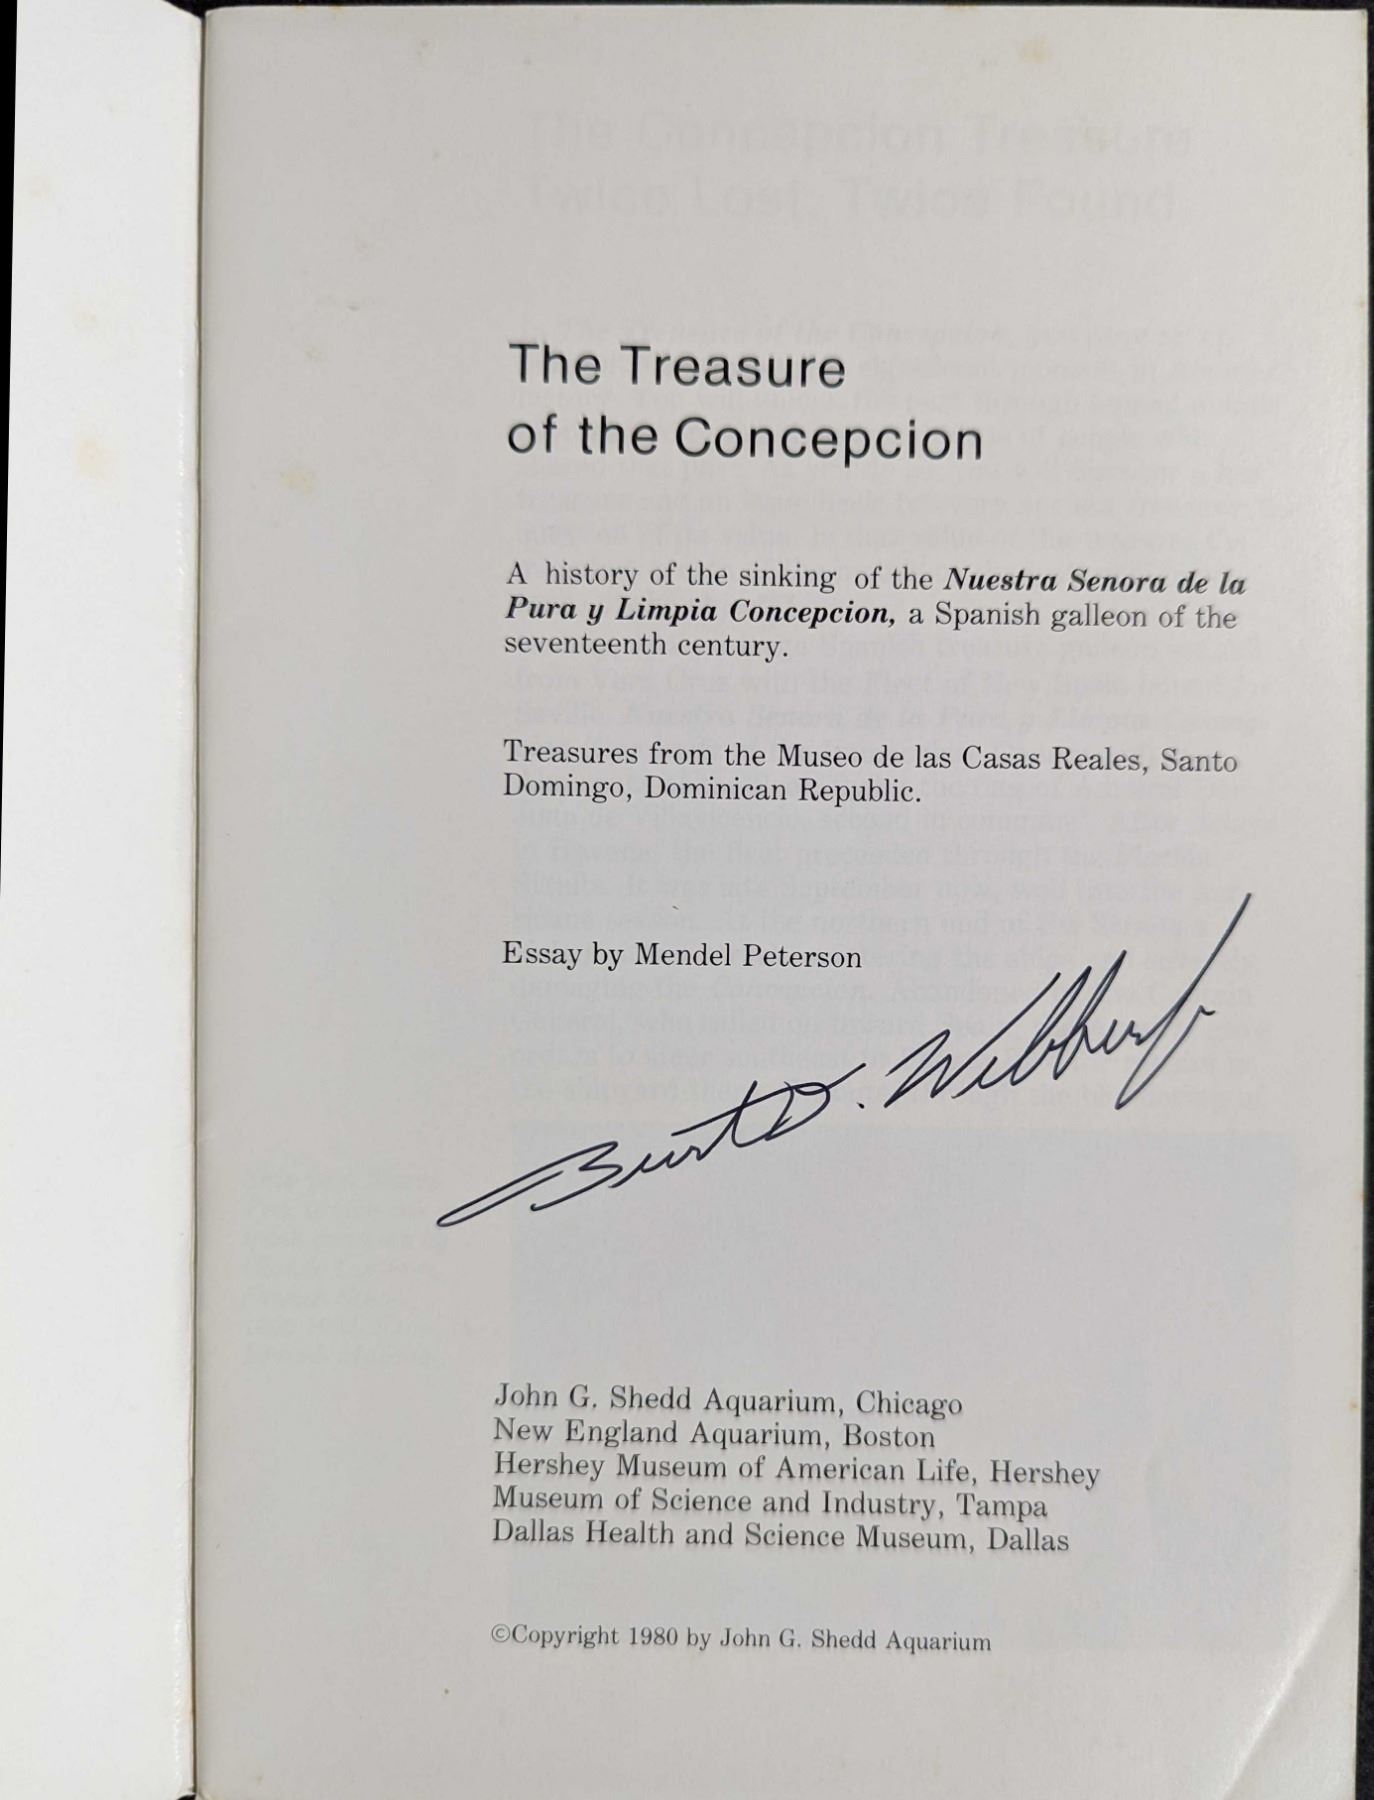 The Treasure
of the Concepcion
A history of the sinking of the Nuestra Senora de la
Pura y Limpia Concepcion, a Spanish galleon of the
seventeenth century.
Treasures from the Museo de las Casas Reales, Santo
Domingo, Dominican Republic.
Essay by Mendel Peterson
Burt D. Webber Jr
John G. Shedd Aquarium, Chicago
New England Aquarium, Boston
Hershey Museum of American Life, Hershey
Museum of Science and Industry, Tampa
Dallas Health and Science Museum, Dallas
©Copyright 1980 by John G. Shedd Aquarium